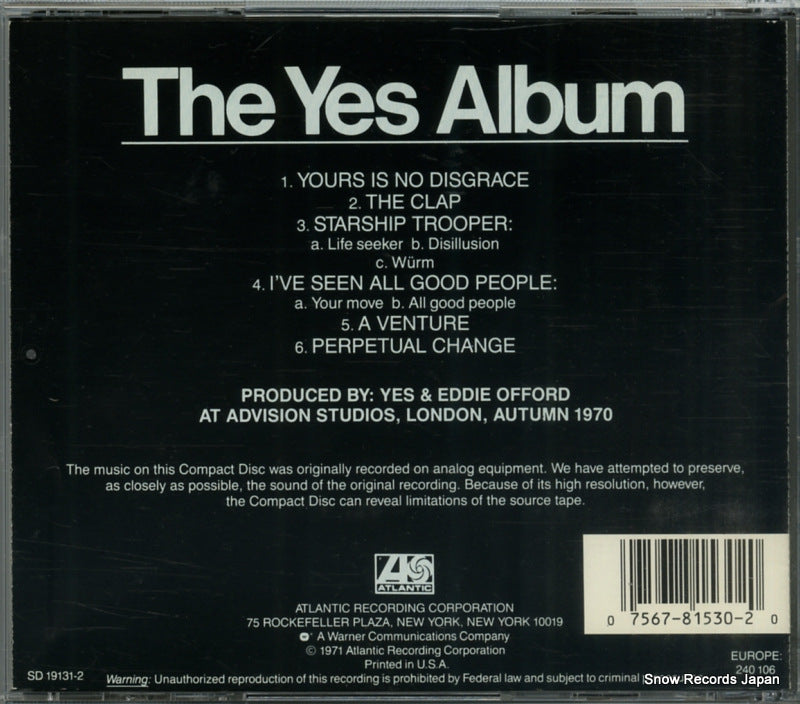 The Yes Album
1. YOURS IS NO DISGRACE
2. THE CLAP
3. STARSHIP TROOPER:
a. Life seeker b. Disillusion
c. Würm
4. I'VE SEEN ALL GOOD PEOPLE:
a. Your move b. All good people
5. A VENTURE
6. PERPETUAL CHANGE
PRODUCED BY: YES & EDDIE OFFORD
AT ADVISION STUDIOS, LONDON, AUTUMN 1970
The music on this Compact Disc was originally recorded on analog equipment. We have attempted to preserve,
as closely as possible, the sound of the original recording. Because of its high resolution, however,
the Compact Disc can reveal limitations of the source tape.
ATLANTIC
ATLANTIC RECORDING CORPORATION
75 ROCKEFELLER PLAZA, NEW YORK, NEW YORK 10019
A Warner Communications Company
© 1971 Atlantic Recording Corporation
Printed in U.S.A.
0 7567-81530-2 0
EUROPE:
240 106
SD 19131-2
Warning: Unauthorized reproduction of this recording is prohibited by Federal law and subject to criminal
Snow Records Japan